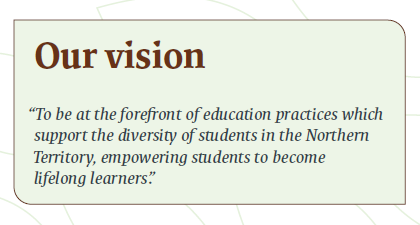 Our vision
“To be at the forefront of education practices which
support the diversity of students in the Northern
Territory, empowering students to become
lifelong learners.”